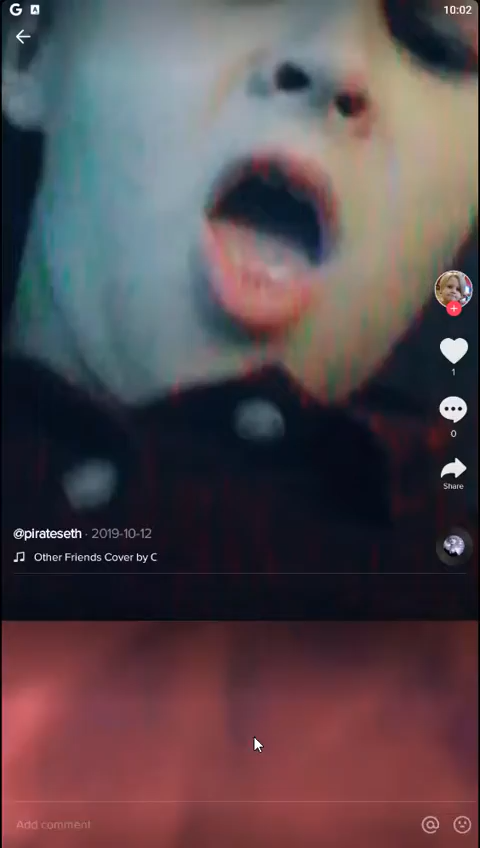 G A 10:02
1
0
Share
@pirateseth · 2019-10-12
Other Friends Cover by C
Add comment